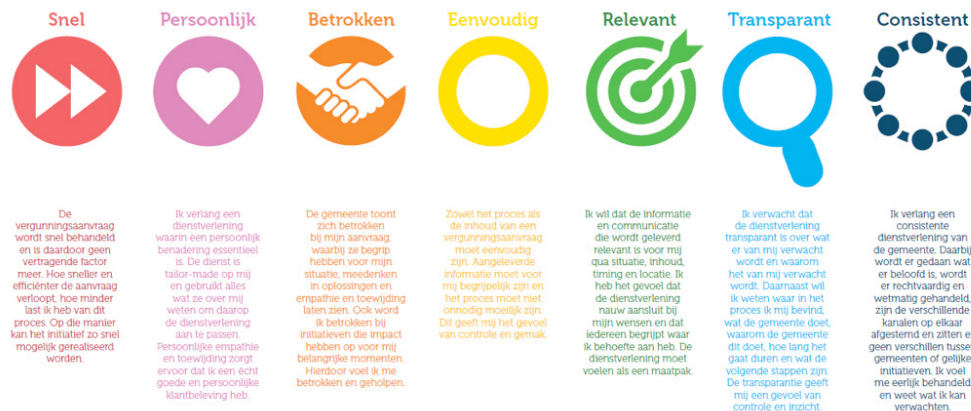 Snel
De
vergunningsaanvraag
wordt snel behandeld
en is daardoor geen
vertragende factor
meer. Hoe sneller en
efficiënter de aanvraag
verloopt, hoe minder
last ik heb van dit
proces. Op die manier
kan het initiatief zo snel
mogelijk gerealiseerd
worden.
Persoonlijk
Ik verlang een
dienstverlening
waarin een persoonlijk
benadering essentieel
is. De dienst is
tailor-made op mij
en gebruikt alles
wat ze over mij
weten om daarop
de dienstverlening
aan te passen.
Persoonlijke empathie
en toewijding zorgt
ervoor dat ik een écht
goede en persoonlijke
klantbeleving heb.
Betrokken
De gemeente toont
zich betrokken
bij mijn aanvraag,
waarbij ze begrip
hebben voor mijn
situatie, meedenken
in oplossingen en
empathie en toewijding
laten zien. Ook word
ik betrokken bij
initiatieven die impact
hebben op voor mij
belangrijke momenten.
Hierdoor voel ik me
betrokken en geholpen.
Eenvoudig
Zowel het proces als
de inhoud van een
vergunningsaanvraag
moet eenvoudig
zijn. Aangeleverde
informatie moet voor
mij begrijpelijk zijn en
het proces moet niet
onnodig moeilijk zijn.
Dit geeft mij het gevoel
van controle en gemak.
Relevant
Ik wil dat de informatie
en communicatie
die wordt geleverd
relevant is voor mij
qua situatie, inhoud,
timing en locatie. Ik
heb het gevoel dat
de dienstverlening
nauw aansluit bij
mijn wensen en dat
iedereen begrijpt waar
ik behoefte aan heb. De
dienstverlening moet
voelen als een maatpak.
Transparant
Ik verwacht dat
de dienstverlening
transparant is over wat
er van mij verwacht
wordt en waarom
het van mij verwacht
wordt. Daarnaast wil
ik weten waar in het
proces ik mij bevind,
wat de gemeente doet,
waarom de gemeente
dit doet, hoe lang het
gaat duren en wat de
volgende stappen zijn.
De transparantie geeft
mij een gevoel van
controle en inzicht.
Consistent
Ik verlang een
consistente
dienstverlening van
de gemeente. Daarbij
wordt er gedaan wat
er beloofd is, wordt
er rechtvaardig en
wetmatig gehandeld,
zijn de verschillende
kanalen op elkaar
afgestemd en zitten er
geen verschillen tussen
gemeenten of gelijke
initiatieven. Ik voel
me eerlijk behandeld
en weet wat ik kan
verwachten.